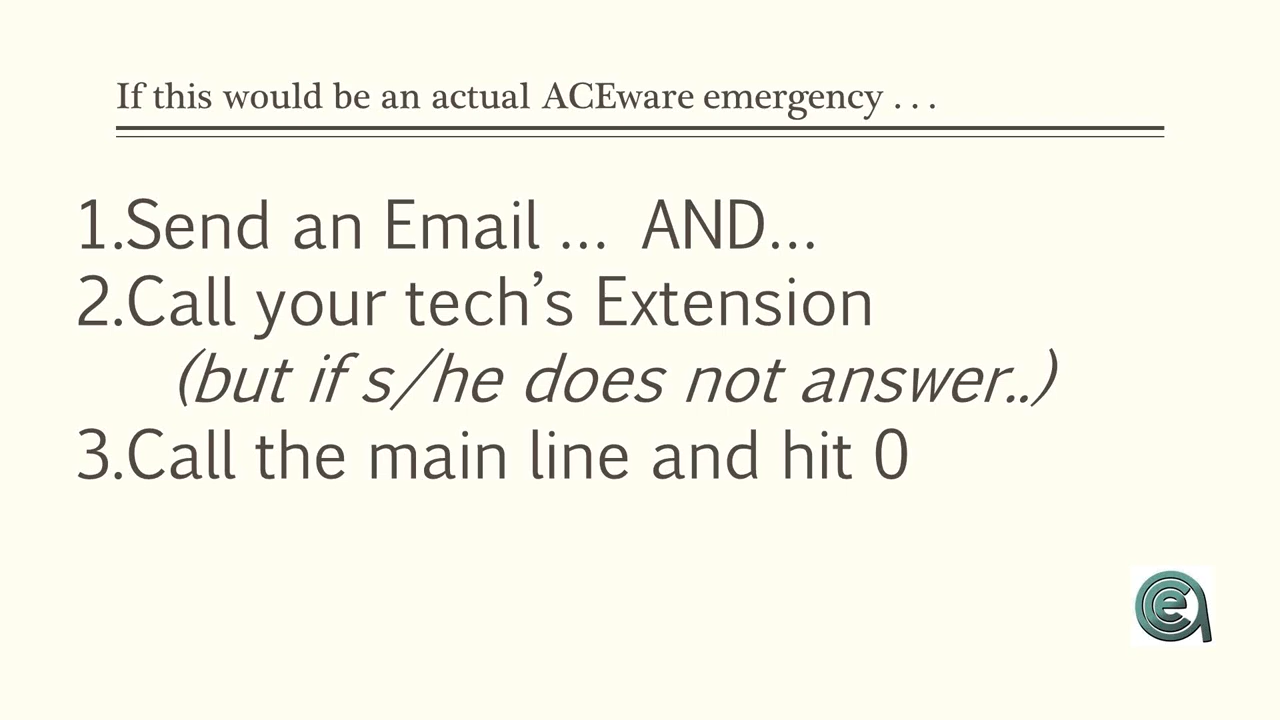 If this would be an actual ACEware emergency . . .
1.Send an Email ...  AND...
2.Call your tech’s Extension
(but if s/he does not answer..)
3.Call the main line and hit 0